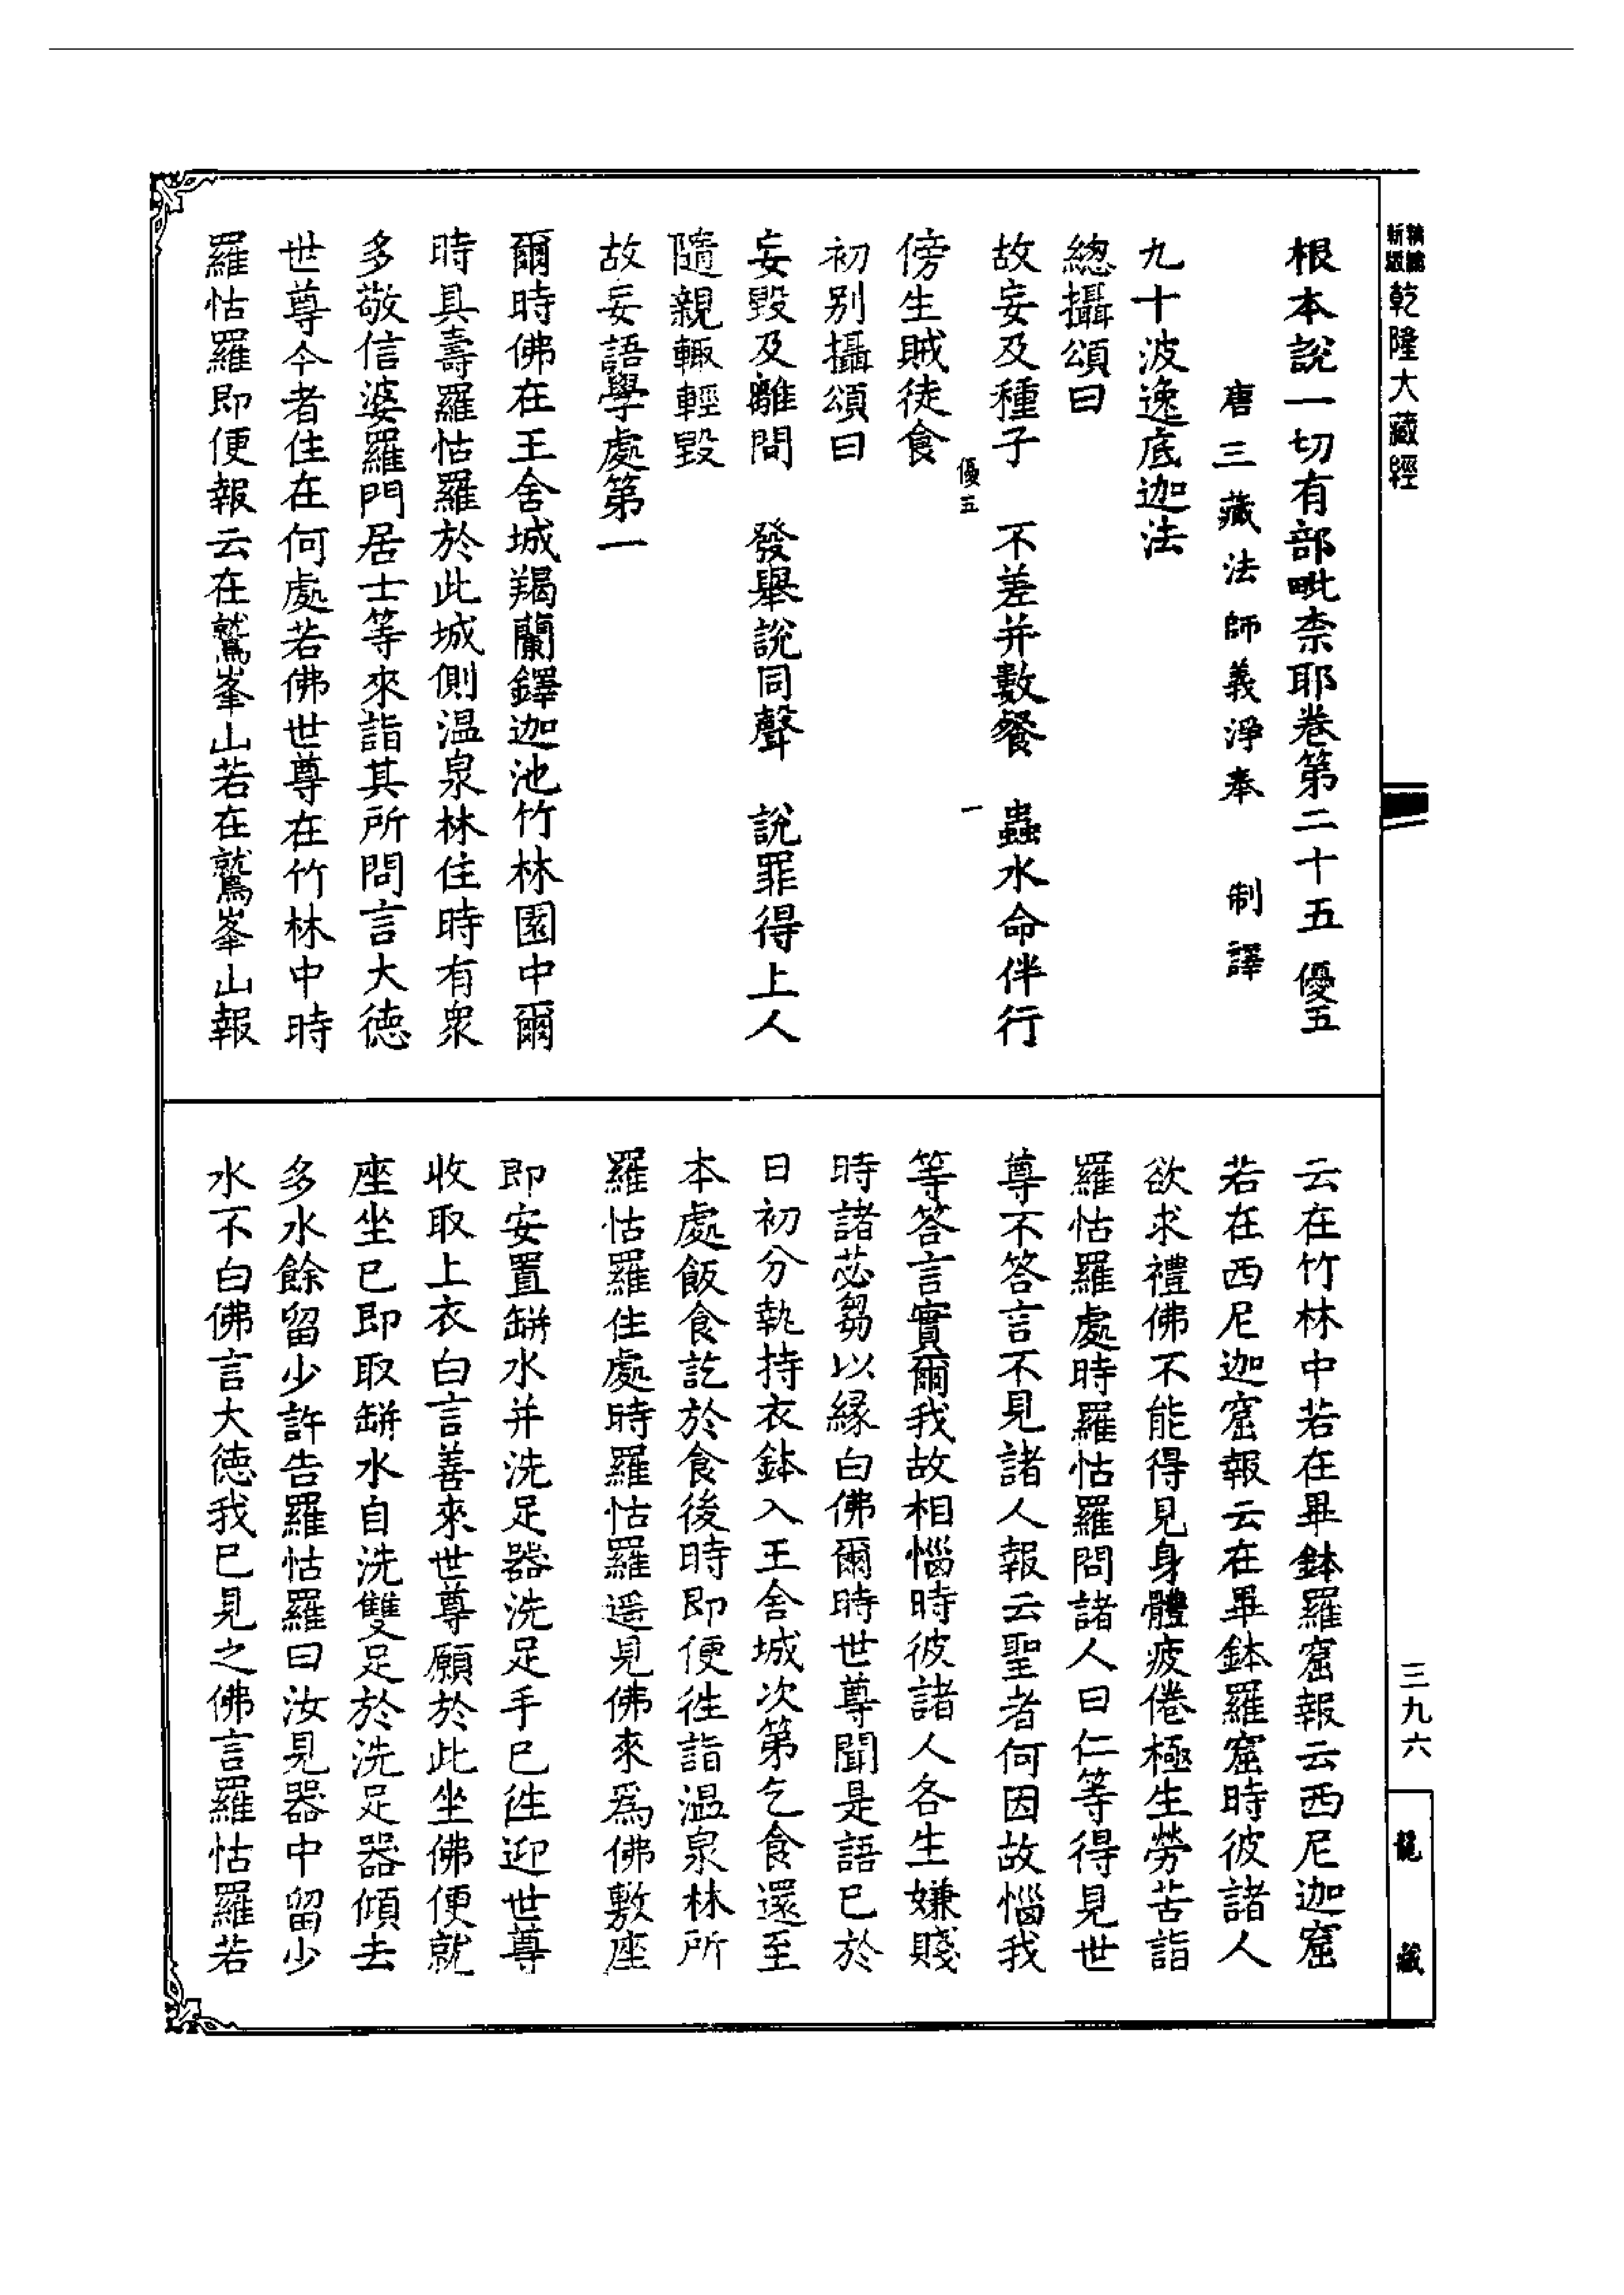 新版
精編
乾隆大藏經
三九六
龍藏
根本說一切有部毗柰耶卷第二十五 優五
唐三藏法師義淨奉 制譯
九十波逸底迦法
總攝頌曰
故妄及種子 不差并數餐 蟲水命伴行
優五 一
傍生賊徒食
初別攝頌曰
妄毀及離間 發舉說同聲 說罪得上人
隨親輒輕毀
故妄語學處第一
爾時佛在王舍城羯蘭鐸迦池竹林園中爾
時具壽羅怙羅於此城側温泉林住時有衆
多敬信婆羅門居士等來詣其所問言大德
世尊今者住在何處若佛世尊在竹林中時
羅怙羅即便報云在鷲峯山若在鷲峯山報
云在竹林中若在畢鉢羅窟報云西尼迦窟
若在西尼迦窟報云在畢鉢羅窟時彼諸人
欲求禮佛不能得見身體疲倦極生勞苦詣
羅怙羅處時羅怙羅問諸人曰仁等得見世
尊不答言不見諸人報云聖者何因故惱我
等答言實爾我故相惱時彼諸人各生嫌賤
時諸苾芻以緣白佛爾時世尊聞是語已於
日初分執持衣鉢入王舍城次第乞食還至
本處飯食訖於食後時即便徃詣温泉林所
羅怙羅住處時羅怙羅遥見佛來爲佛敷座
即安置缾水并洗足器洗足手已徃迎世尊
收取上衣白言善來世尊願於此坐佛便就
座坐已即取缾水自洗雙足於洗足器傾去
多水餘留少許告羅怙羅曰汝見器中留少
水不白佛言大德我已見之佛言羅怙羅若